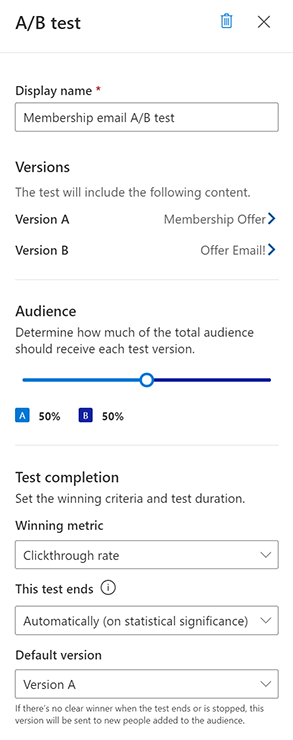 A/B test
Display name *
Membership email A/B test
Versions
The test will include the following content.
Version A Membership Offer
Version B Offer Email!
Audience
Determine how much of the total audience
should receive each test version.
A 50% B 50%
Test completion
Set the winning criteria and test duration.
Winning metric
Clickthrough rate
This test ends
Automatically (on statistical significance)
Default version
Version A
If there's no clear winner when the test ends or is stopped, this
version will be sent to new people added to the audience.